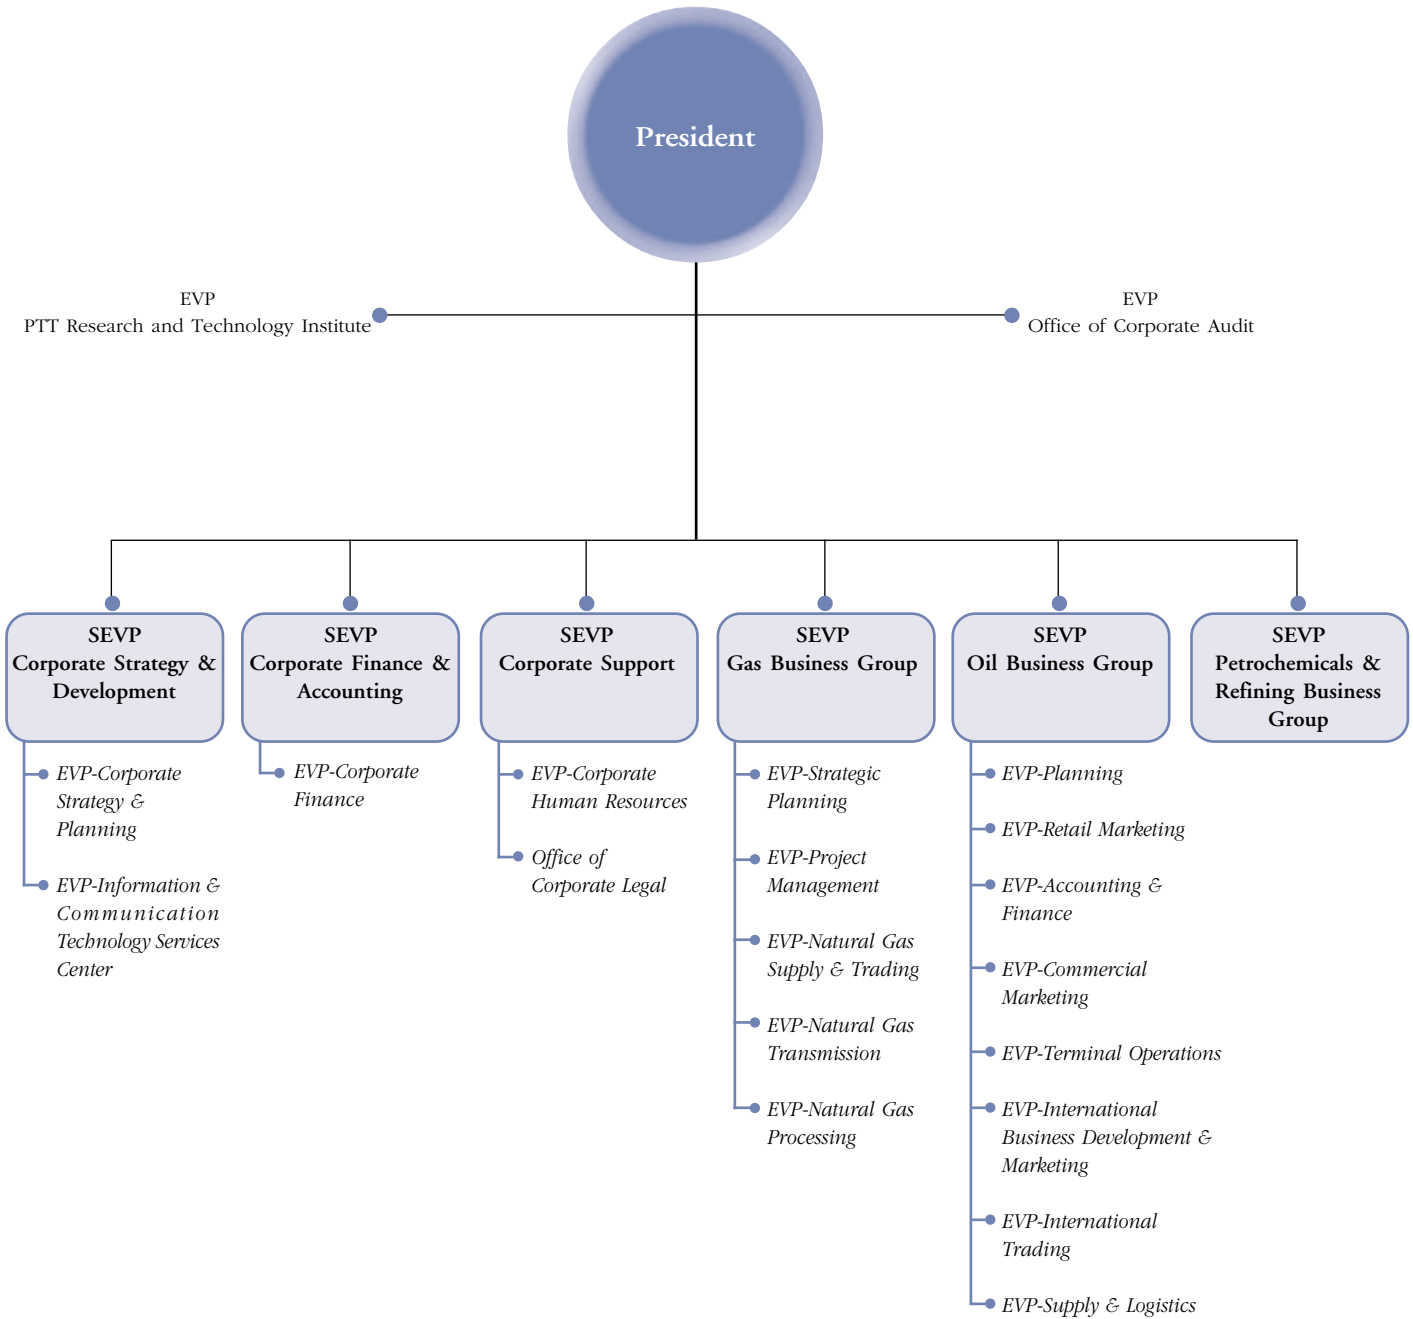 President
EVP
PTT Research and Technology Institute
EVP
Office of Corporate Audit
SEVP
Corporate Strategy &
Development
EVP-Corporate
Strategy &
Planning
EVP-Information &
Communication
Technology Services
Center
SEVP
Corporate Finance &
Accounting
EVP-Corporate
Finance
SEVP
Corporate Support
EVP-Corporate
Human Resources
Office of
Corporate Legal
SEVP
Gas Business Group
EVP-Strategic
Planning
EVP-Project
Management
EVP-Natural Gas
Supply & Trading
EVP-Natural Gas
Transmission
EVP-Natural Gas
Processing
SEVP
Oil Business Group
EVP-Planning
EVP-Retail Marketing
EVP-Accounting &
Finance
EVP-Commercial
Marketing
EVP-Terminal Operations
EVP-International
Business Development &
Marketing
EVP-International
Trading
EVP-Supply & Logistics
SEVP
Petrochemicals &
Refining Business
Group